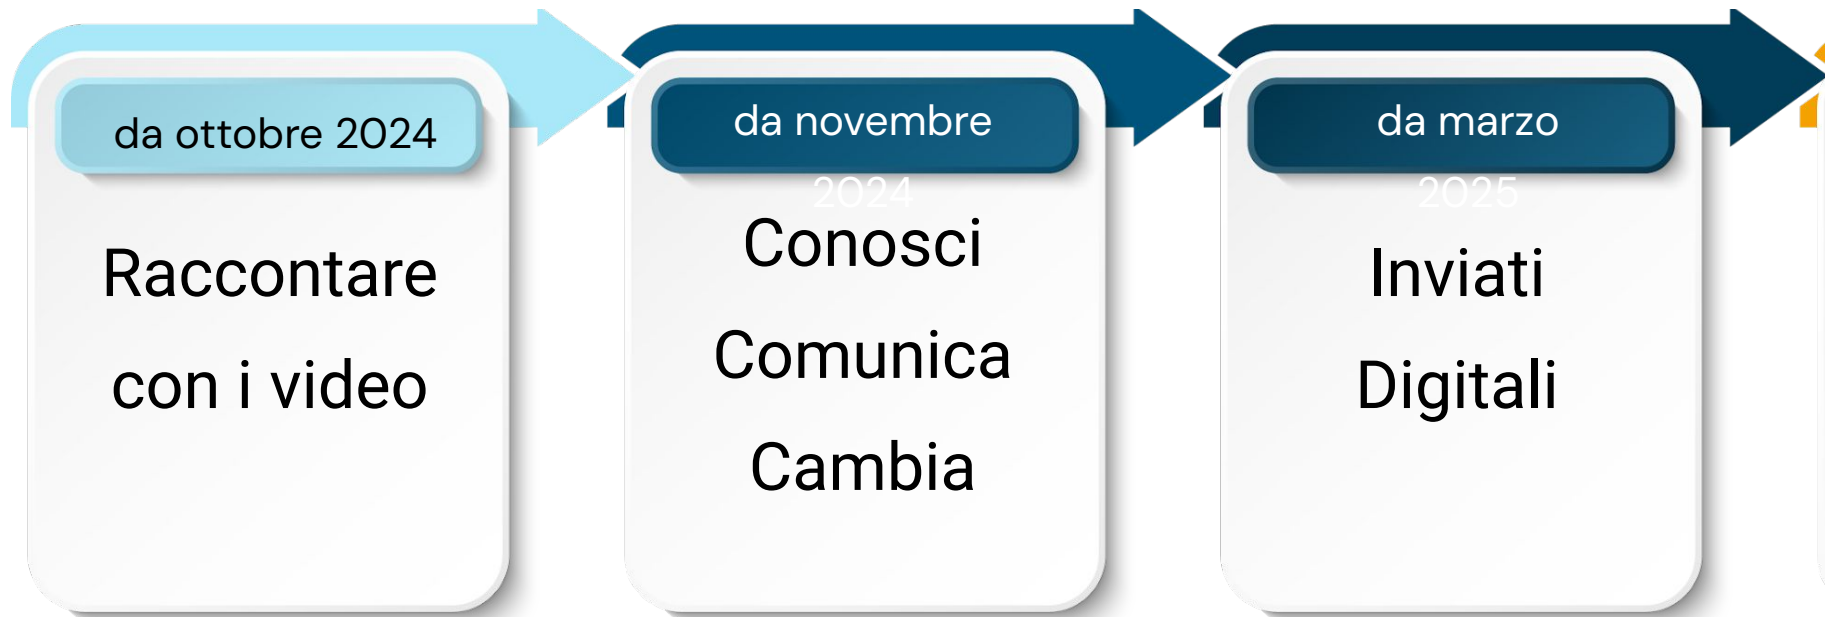 da ottobre 2024
Raccontare
con i video
da novembre
2024
Conosci
Comunica
Cambia
da marzo
2025
Inviati
Digitali